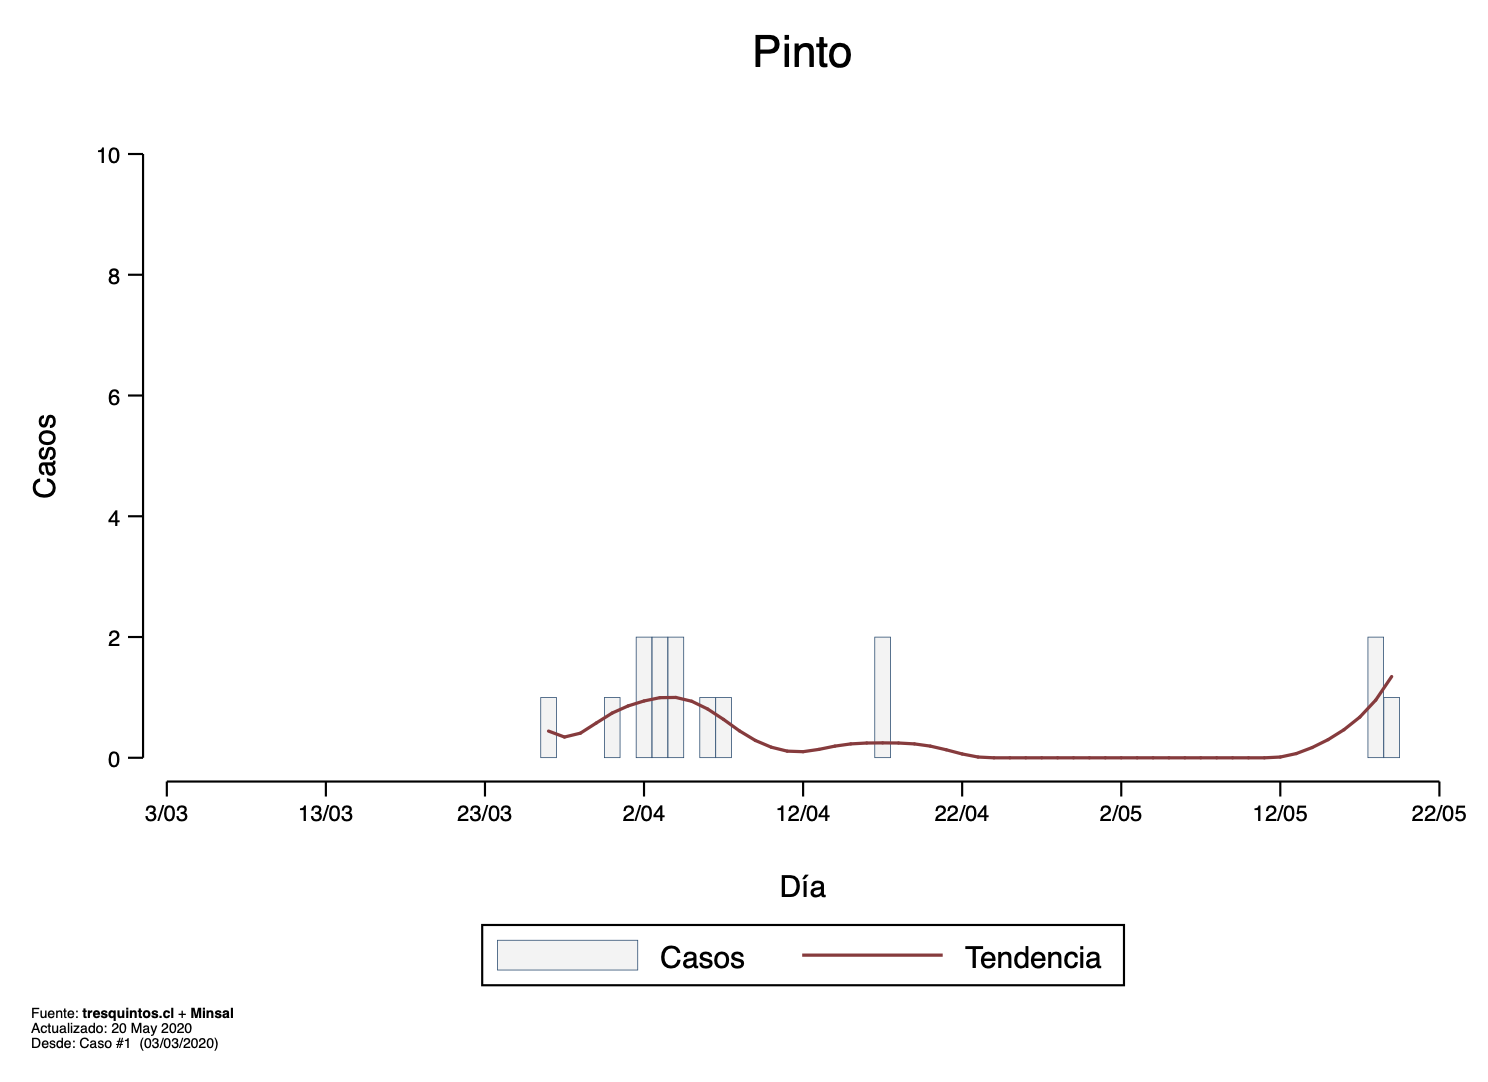 Pinto
10
8
6
4
2
0
Casos
3/03
13/03
23/03
2/04
12/04
22/04
2/05
12/05
22/05
Día
Casos
Tendencia
Fuente: tresquintos.cl + Minsal
Actualizado: 20 May 2020
Desde: Caso #1 (03/03/2020)